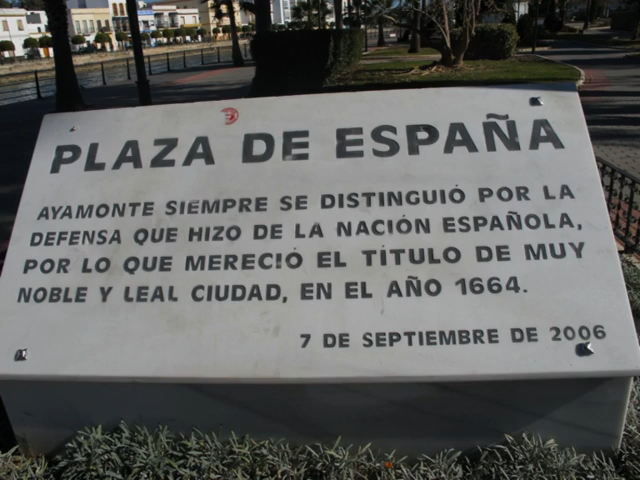 PLAZA DE ESPAÑA
AYAMONTE SIEMPRE SE DISTINGUIÓ POR LA
DEFENSA QUE HIZO DE LA NACIÓN ESPAÑOLA,
POR LO QUE MERECIÓ EL TÍTULO DE MUY
NOBLE Y LEAL CIUDAD, EN EL AÑO 1664.
7 DE SEPTIEMBRE DE 2006